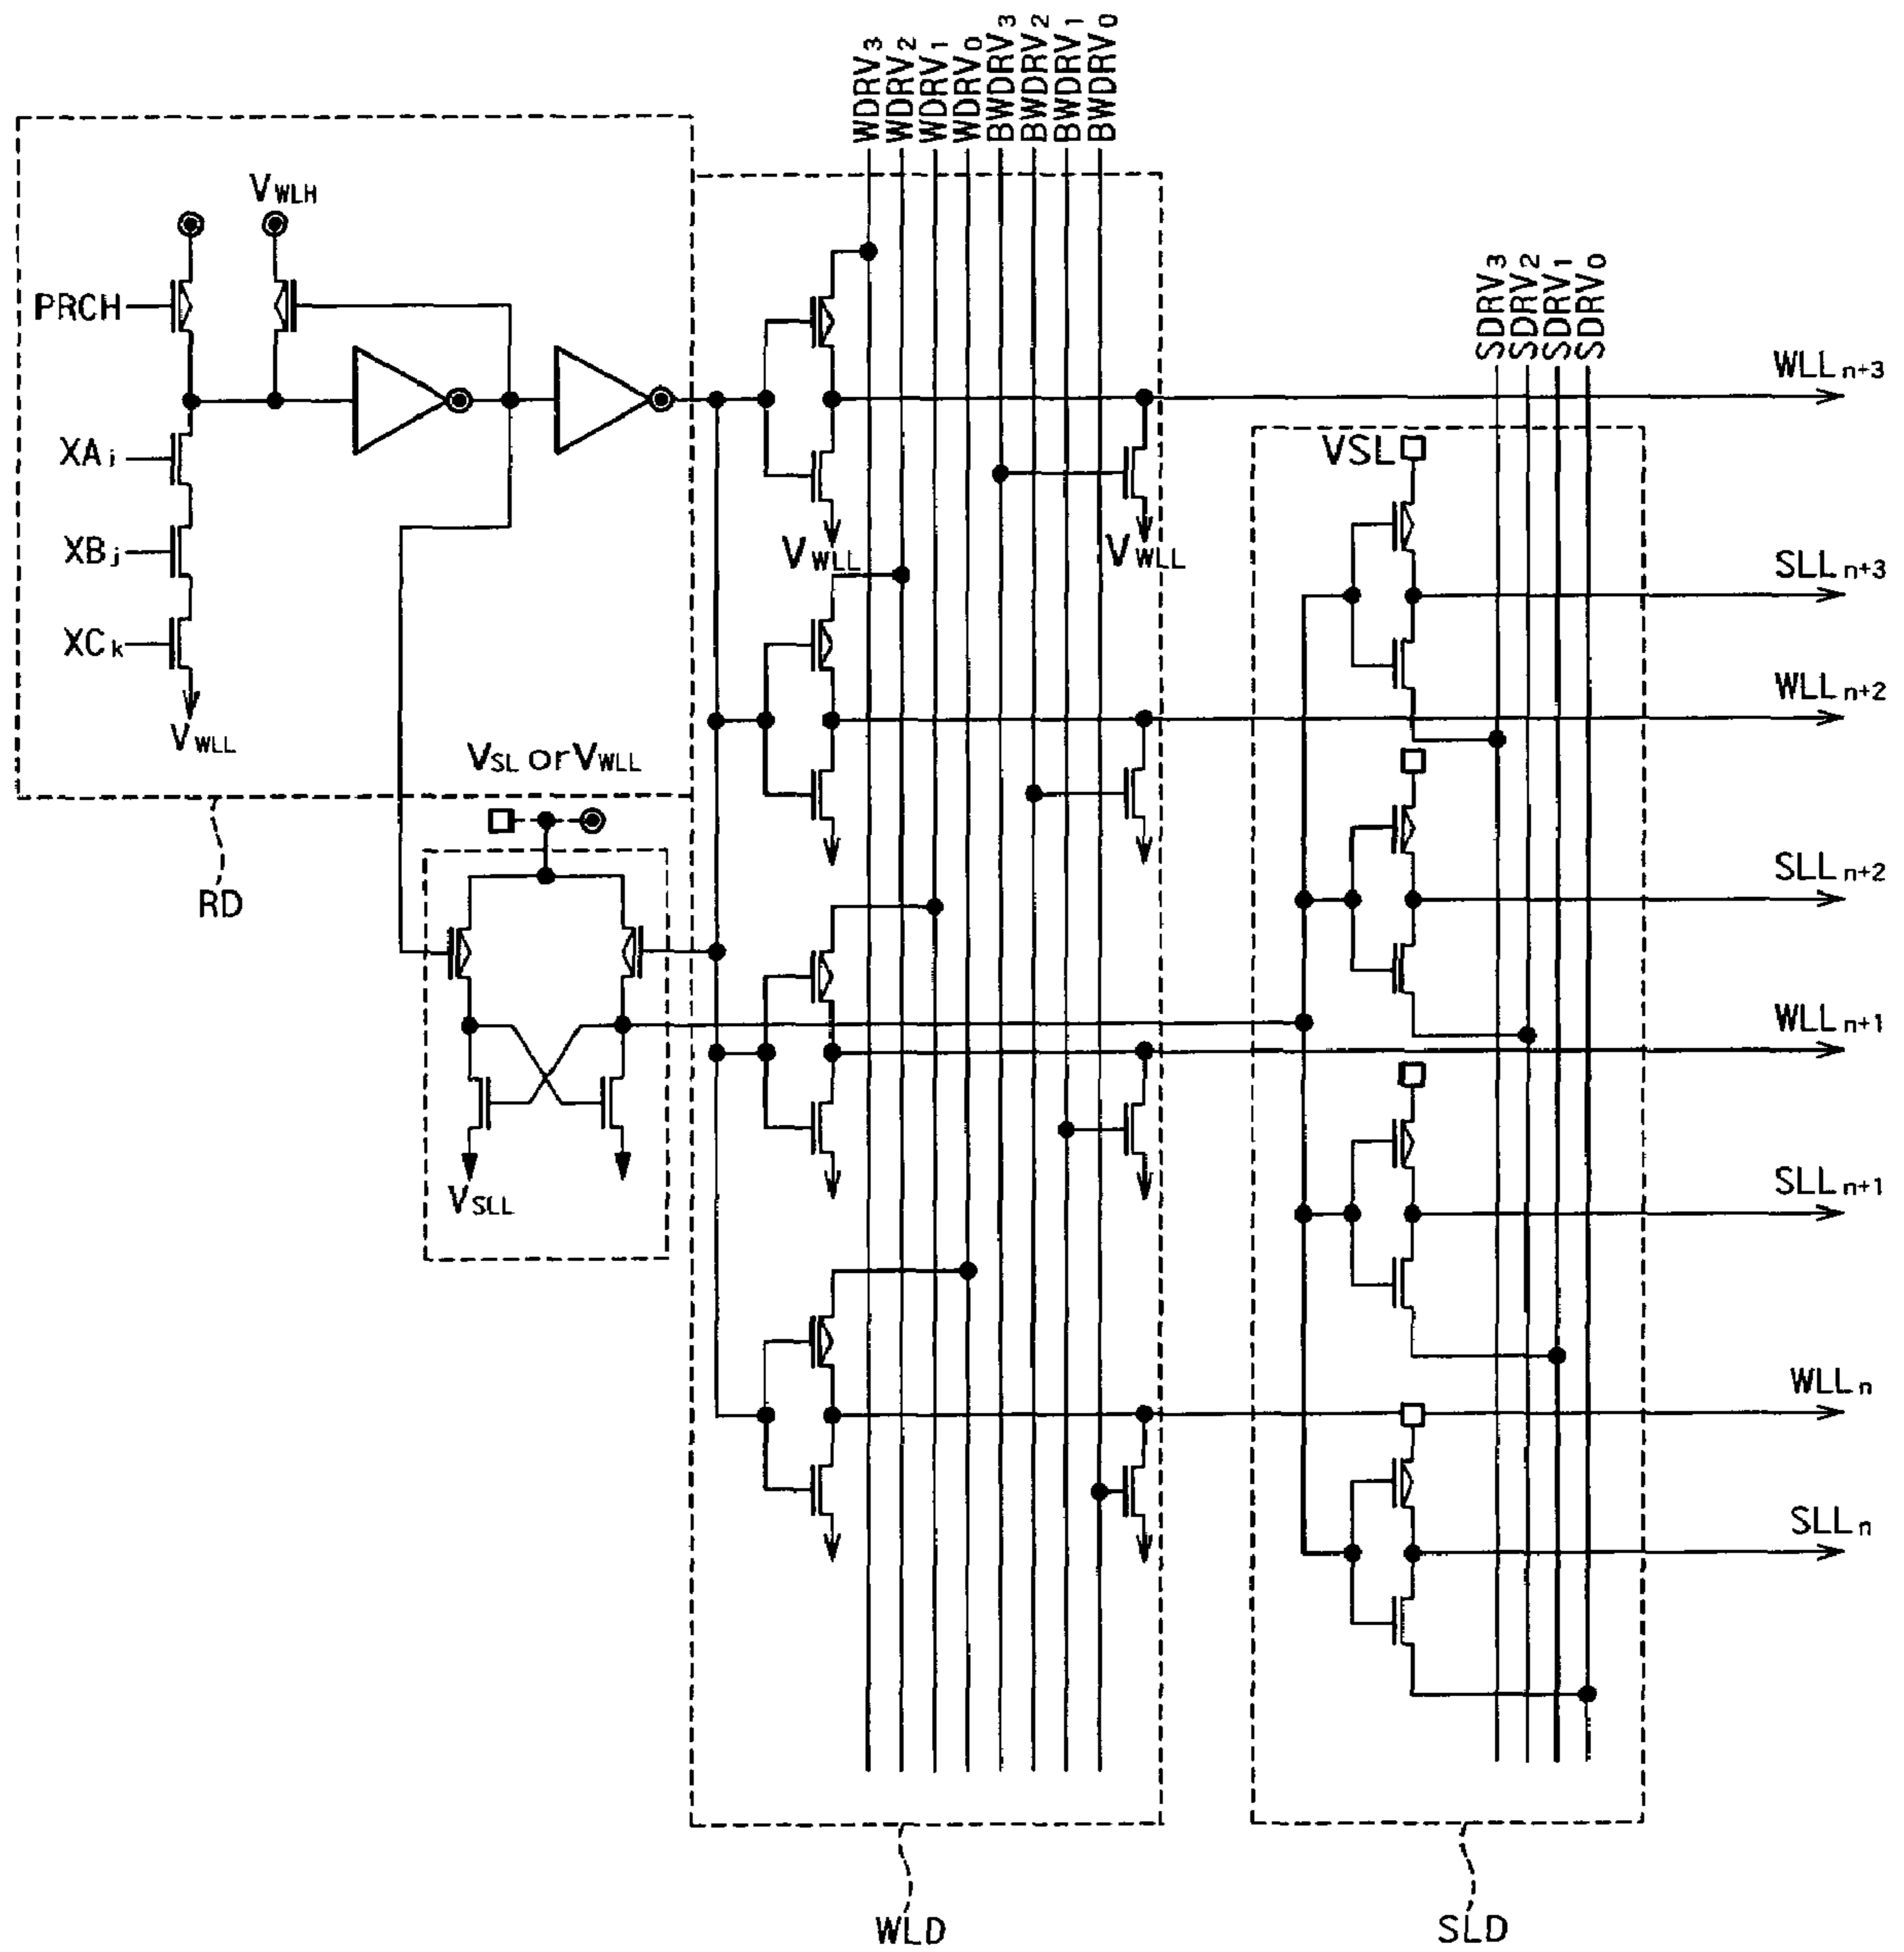 WDRV3
WDRV2
WDRV1
WDRV0
BWDRV3
BWDRV2
BWDRV1
BWDRV0
VWLH
PRCH
SDRV3
SDRV2
SDRV1
SDRV0
WLLn+3
XAi
VSL
XBj
VWLL
VWLL
SLLn+3
XCk
WLLn+2
VWLL
VSL or VWLL
SLLn+2
RD
WLLn+1
VSLL
SLLn+1
WLLn
SLLn
WLD
SLD